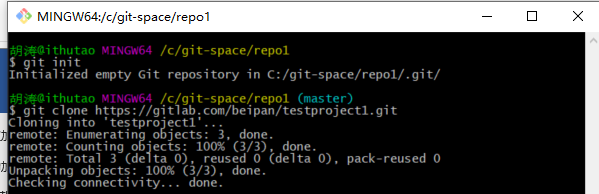 MINGW64:/c/git-space/repo1
胡涛@ithutao MINGW64 /c/git-space/repo1
$ git init
Initialized empty Git repository in C:/git-space/repo1/.git/
胡涛@ithutao MINGW64 /c/git-space/repo1 (master)
$ git clone https://gitlab.com/beipan/testproject1.git
Cloning into 'testproject1'...
remote: Enumerating objects: 3, done.
remote: Counting objects: 100% (3/3), done.
remote: Total 3 (delta 0), reused 0 (delta 0), pack-reused 0
Unpacking objects: 100% (3/3), done.
Checking connectivity... done.